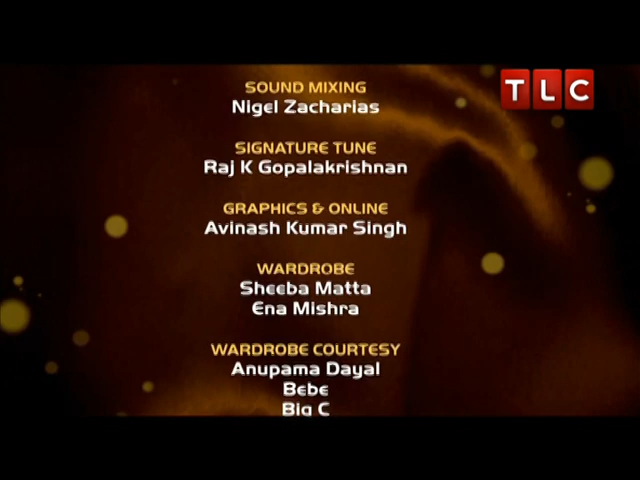 TLC
SOUND MIXING
Nigel Zacharias
SIGNATURE TUNE
Raj K Gopalakrishnan
GRAPHICS & ONLINE
Avinash Kumar Singh
WARDROBE
Sheeba Matta
Ena Mishra
WARDROBE COURTESY
Anupama Dayal
Bebe
Big C